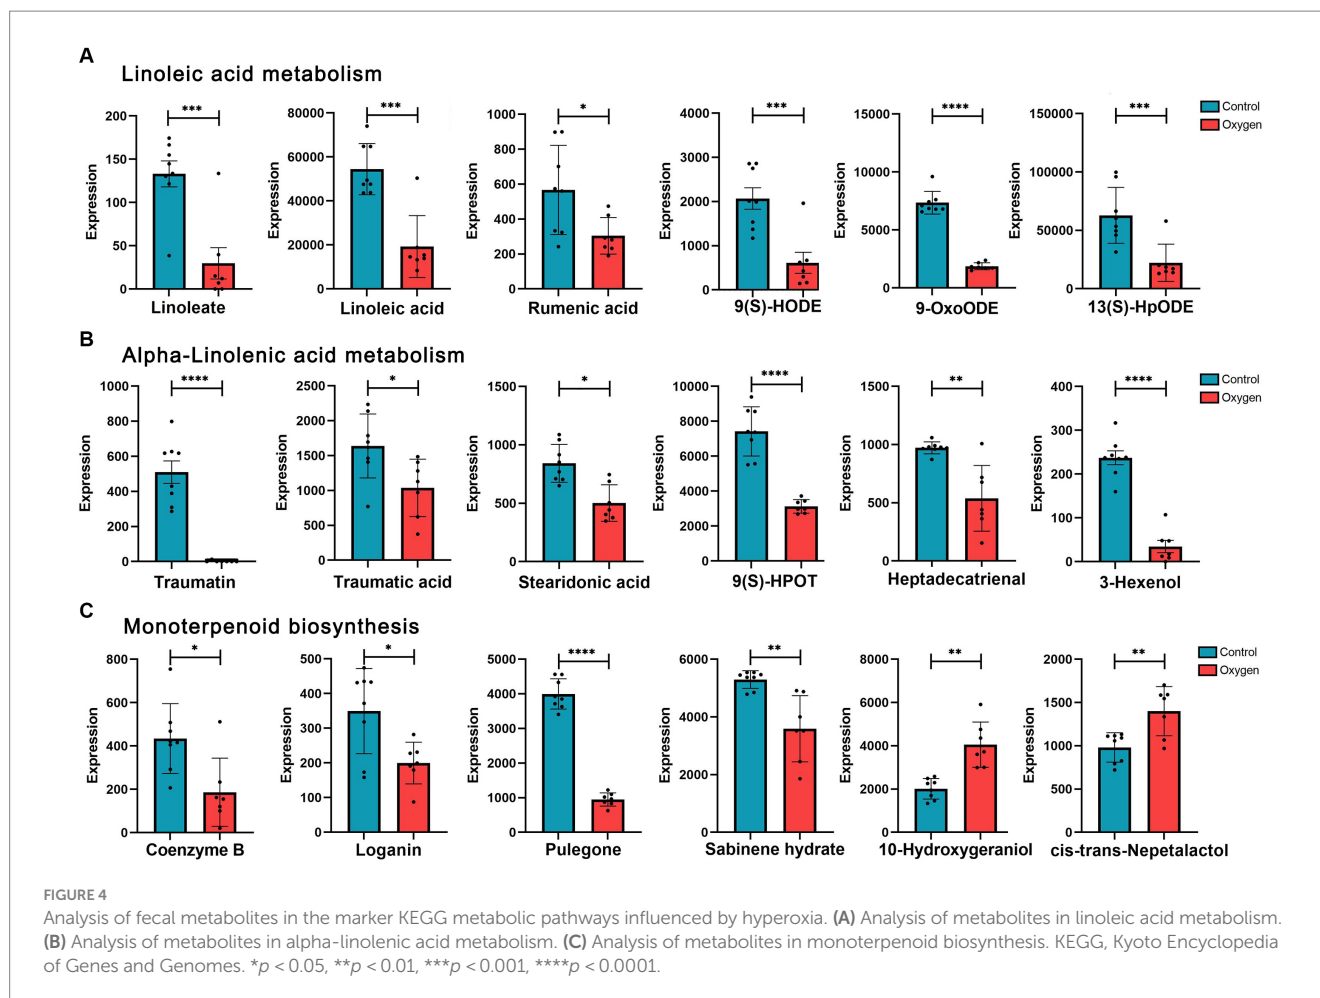 A
Linoleic acid metabolism
*** *** * *** **** ***
Control
Oxygen
Expression Expression Expression Expression Expression Expression
200 150 100 50 0
80000 60000 40000 20000 0
1000 800 600 400 200 0
4000 3000 2000 1000 0
15000 10000 5000 0
150000 100000 50000 0
Linoleate Linoleic acid Rumenic acid 9(S)-HODE 9-OxoODE 13(S)-HpODE
B
Alpha-Linolenic acid metabolism
**** * * **** ** ****
Control
Oxygen
Expression Expression Expression Expression Expression Expression
1000 800 600 400 200 0
2500 2000 1500 1000 500 0
1500 1000 500 0
10000 8000 6000 4000 2000 0
1500 1000 500 0
400 300 200 100 0
Traumatin Traumatic acid Stearidonic acid 9(S)-HPOT Heptadecatrienal 3-Hexenol
C
Monoterpenoid biosynthesis
* * **** ** ** **
Control
Oxygen
Expression Expression Expression Expression Expression Expression
800 600 400 200 0
500 400 300 200 100 0
5000 4000 3000 2000 1000 0
6000 4000 2000 0
8000 6000 4000 2000 0
2000 1500 1000 500 0
Coenzyme B Loganin Pulegone Sabinene hydrate 10-Hydroxygeraniol cis-trans-Nepetalactol
FIGURE 4
Analysis of fecal metabolites in the marker KEGG metabolic pathways influenced by hyperoxia. (A) Analysis of metabolites in linoleic acid metabolism.
(B) Analysis of metabolites in alpha-linolenic acid metabolism. (C) Analysis of metabolites in monoterpenoid biosynthesis. KEGG, Kyoto Encyclopedia
of Genes and Genomes. *p < 0.05, **p < 0.01, ***p < 0.001, ****p < 0.0001.